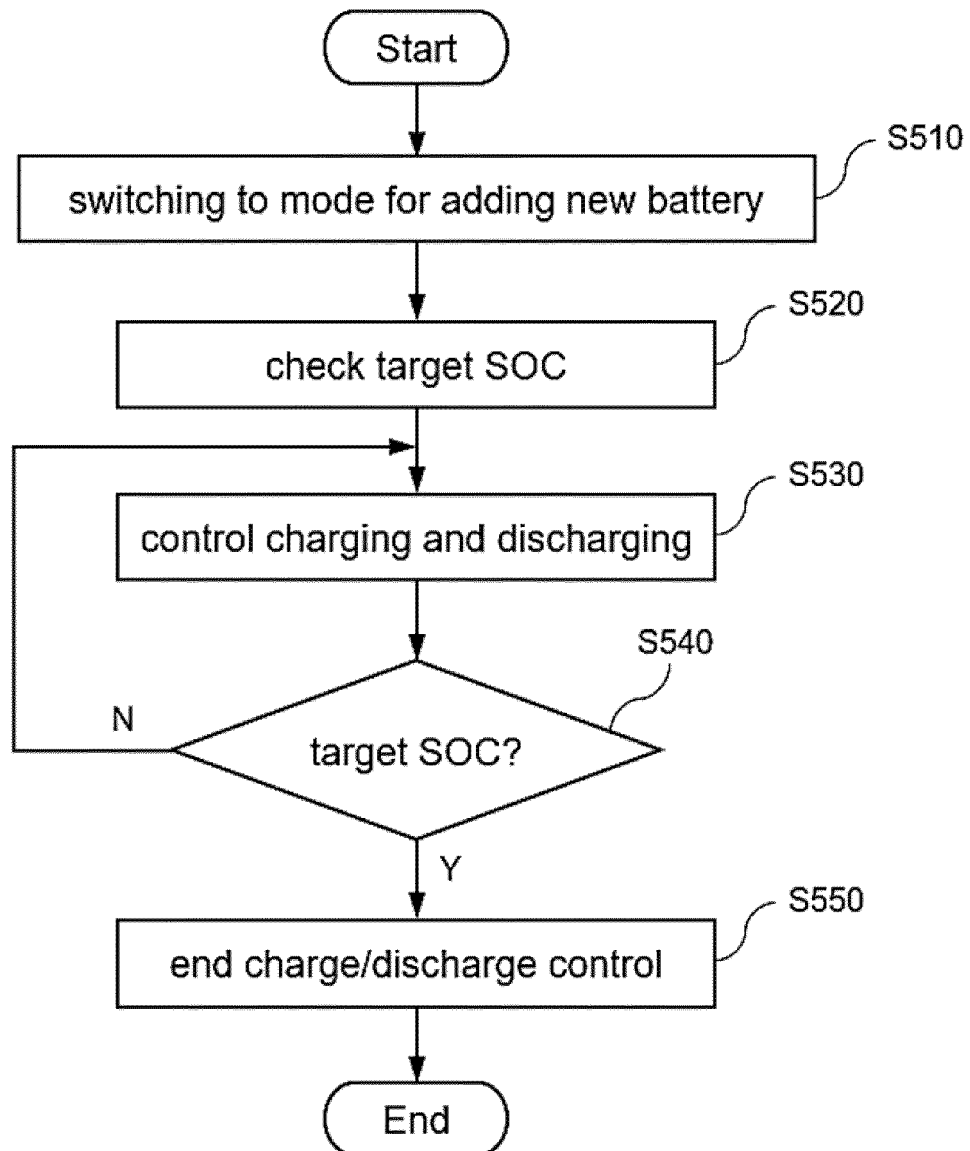 Start
S510
switching to mode for adding new battery
S520
check target SOC
S530
control charging and discharging
S540
N
target SOC?
Y
S550
end charge/discharge control
End